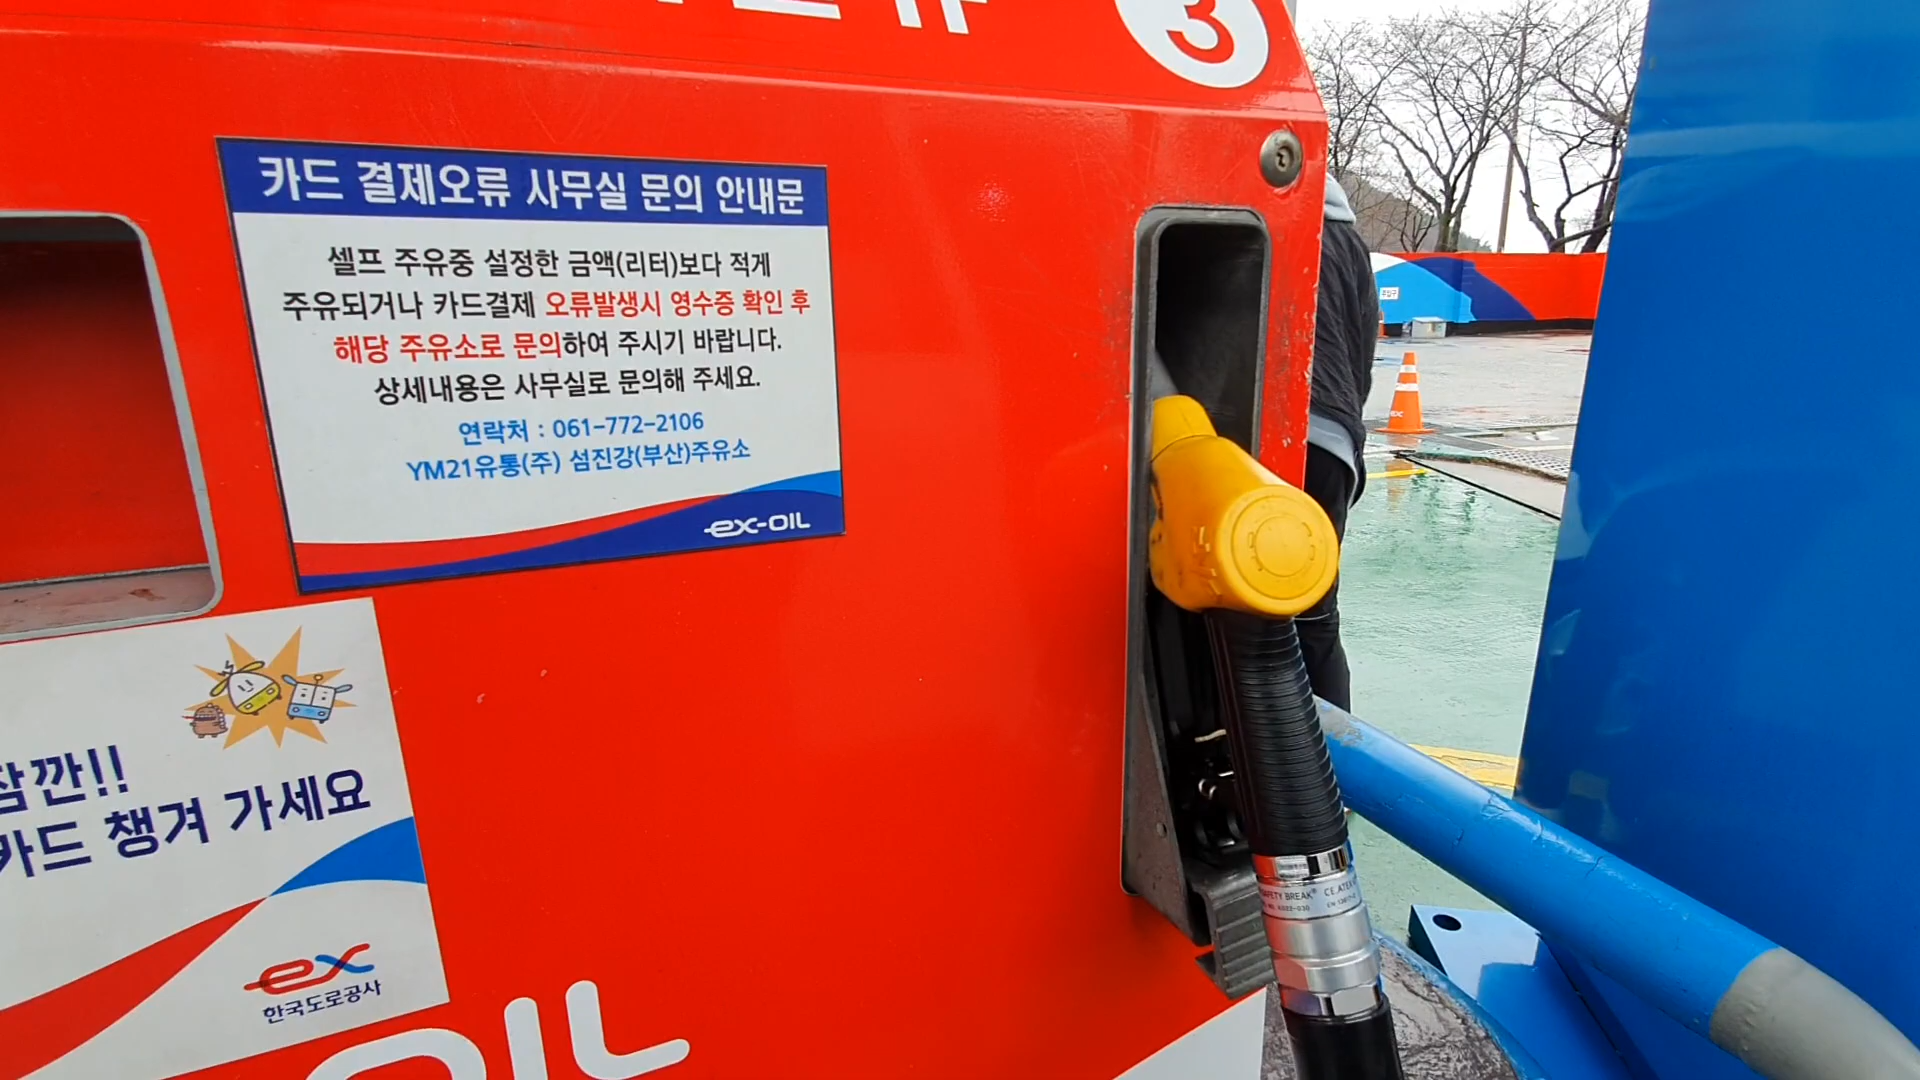 3
카드 결제오류 사무실 문의 안내문
셀프 주유중 설정한 금액(리터)보다 적게
주유되거나 카드결제 오류발생시 영수증 확인 후
해당 주유소로 문의하여 주시기 바랍니다.
상세내용은 사무실로 문의해 주세요.
연락처 : 061-772-2106
YM21유통(주) 섬진강(부산)주유소
ex-OIL
잠깐!!
카드 챙겨 가세요
ex
한국도로공사
OIL
SAFETY BREAK®